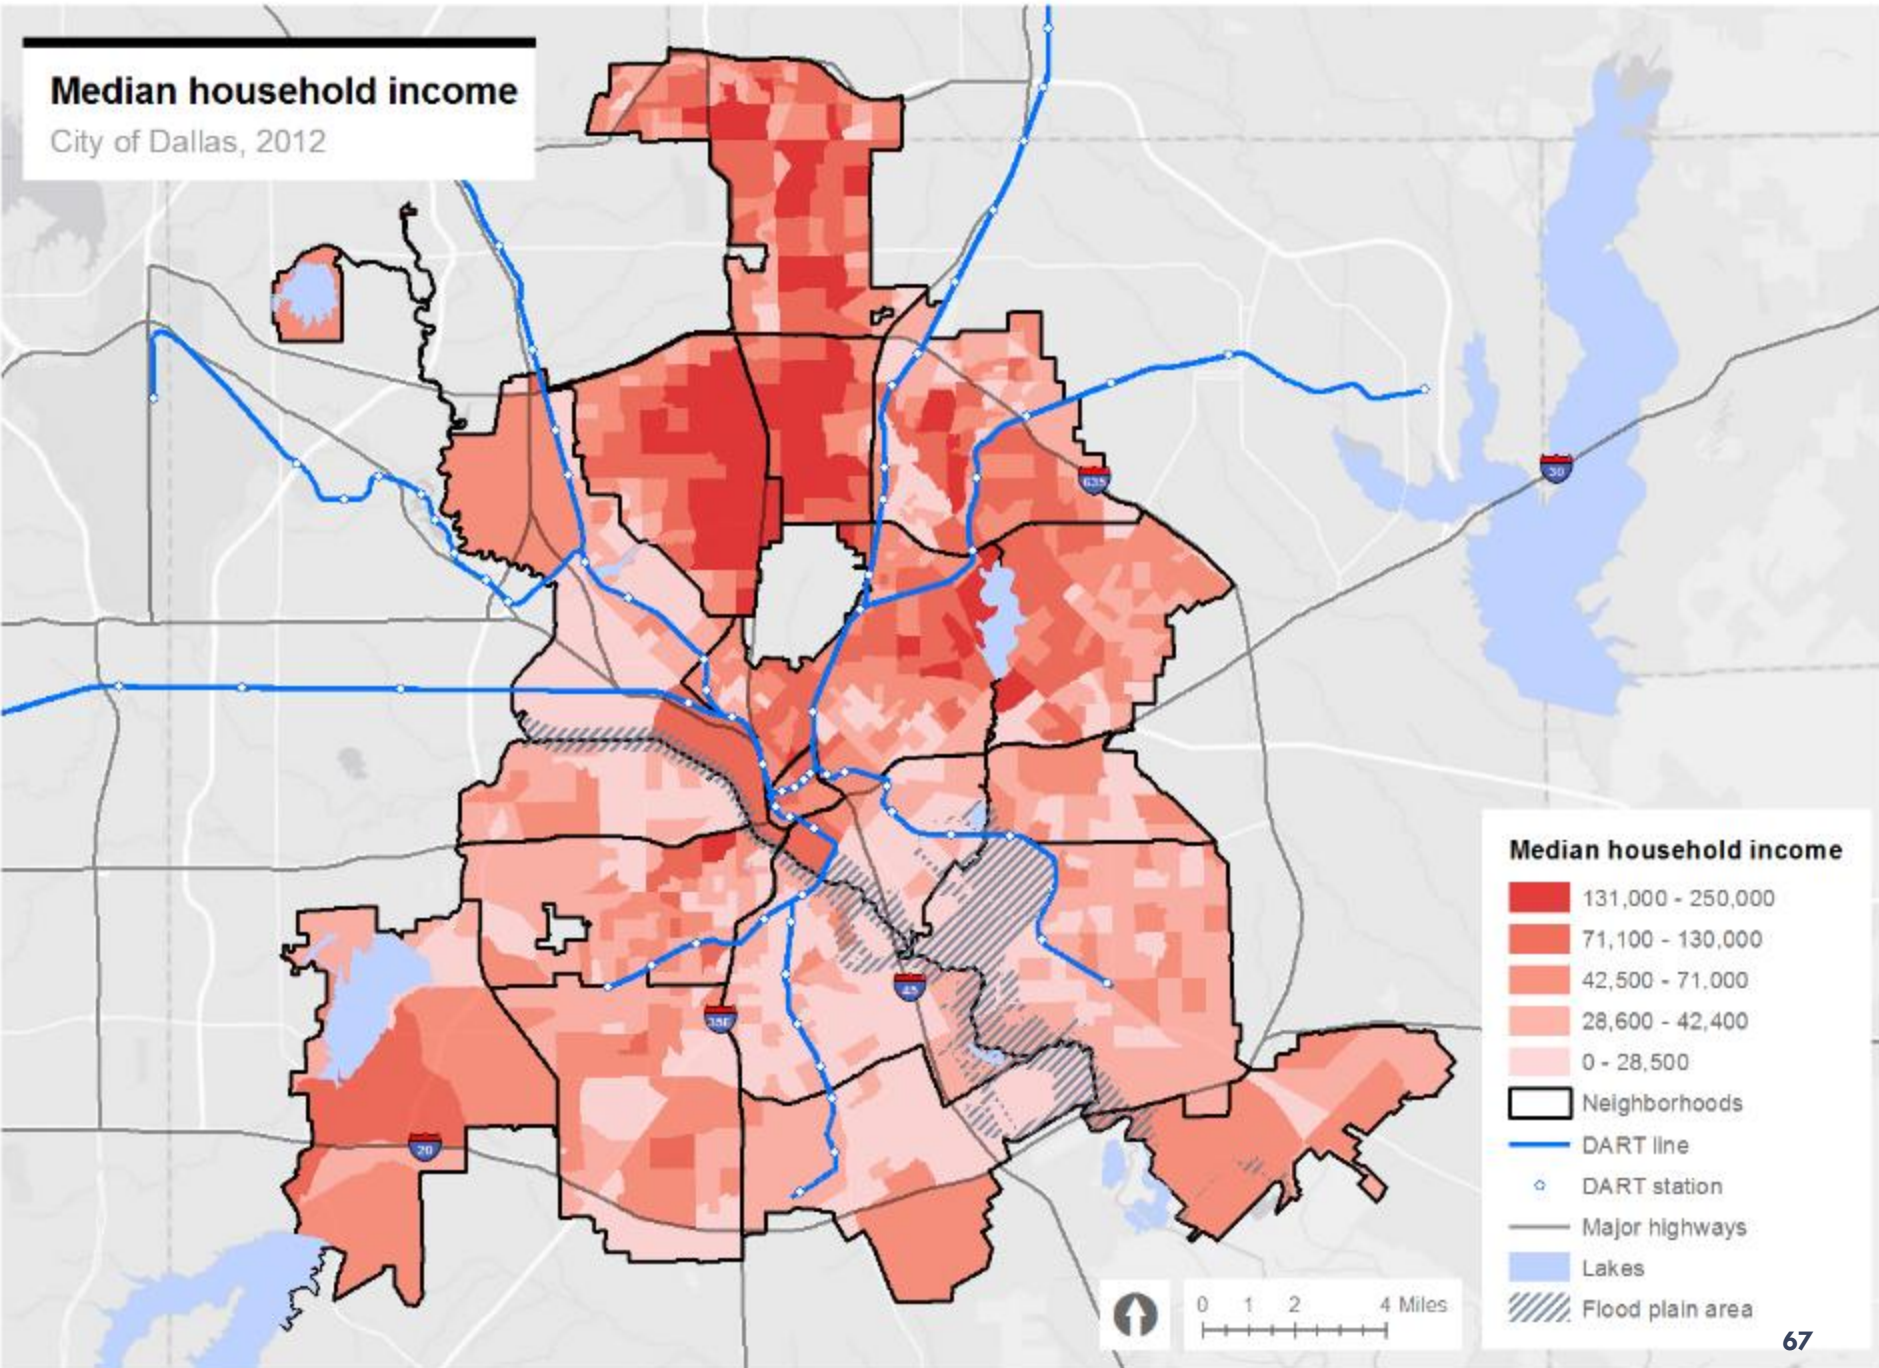 Median household income
City of Dallas, 2012
635
30
45
35E
20
Median household income
131,000 - 250,000
71,100 - 130.000
42,500 - 71.000
28,600 - 42,400
0 - 28,500
Neighborhoods
DART line
DART station
Major highways
Lakes
Flood plain area
0 1 2 4 Miles
67